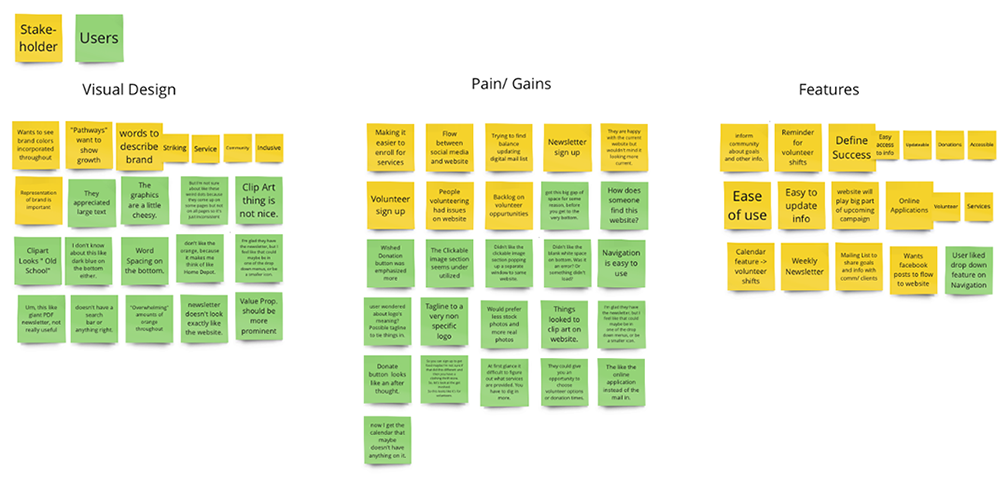 Stake-
holder
Users
Visual Design
Wants to see
brand colors
incorporated
throughout
"Pathways"
want to
show
growth
words to
describe
brand
Striking
Service
Community
Inclusive
Representation
of brand is
important
They
appreciated
large text
The
graphics
are a little
cheesy.
But I'm not sure
about like these
weird dots because
they come up on
some pages but not
on all pages so it's
just inconsistent
Clip Art
thing is
not nice.
Clipart
Looks " Old
School"
I don't know
about this like
dark blue on the
bottom either.
Word
Spacing on
the bottom.
don't like the
orange, because
it makes me
think of like
Home Depot.
I'm glad they have
the newsletter, but I
feel like that could
maybe be in one
of the drop
down menus, or be
a smaller icon.
Um, this like
giant PDF
newsletter, not
really useful
doesn't have a
search
bar or
anything right.
"Overwhelming"
amounts of
orange
throughout
newsletter
doesn't look
exactly like
the website.
Value Prop.
should be
more
prominent
Pain/ Gains
Making it
easier to
enroll for
services
Flow
between
social media
and website
Trying to find
balance
updating
digital mail list
Newsletter
sign up
They are happy
with the current
website but
wouldn't mind it
looking more
current.
Volunteer
sign up
People
volunteering
had issues
on website
Backlog on
volunteer
oppurtunities
got this big gap of
space for some
reason, before
you get to the very
bottom.
How does
someone
find this
website?
Wished
Donation
button was
emphasized
more
The Clickable
image section
seems under
utilized
Didn't like the
clickable image
section popping
up a separate
window to some
website.
Didn't like the
blank white space
on bottom. Was it
an error? Or
something didn't
load?
Navigation
is easy to
use
user wondered
about logo's
meaning?
Possible tagline
to be things in.
Tagline to a
very non
specific
logo
Would prefer
less stock
photos and
more real
photos
Things
looked to
clip art on
website.
I'm glad they have
the newsletter, but I
feel like that could
maybe be in
one of the drop
down menus, or be
a smaller icon.
Donate
button looks
like an after
thought.
At first glance it
difficult to figure
out what services
are provided. You
have to dig in
more.
They could give
you an
opportunity to
choose
volunteer options
or donation times.
The like the
online
application
instead of the
mail in.
now I get the
calendar that
maybe
doesn't have
anything on it.
Features
inform
community
about goals
and other info.
Reminder
for
volunteer
shifts
Define
Success
Easy
access
to info
Updateable
Donations
Accessible
Ease
of use
Easy to
update
info
website will
play big part
of upcoming
campaign
Online
Applications
Volunteer
Services
Calendar
feature ->
volunteer
shifts
Weekly
Newsletter
Mailing List to
share goals
and info with
comm/ clients
Wants
facebook
posts to flow
to website
User liked
drop down
feature on
Navigation